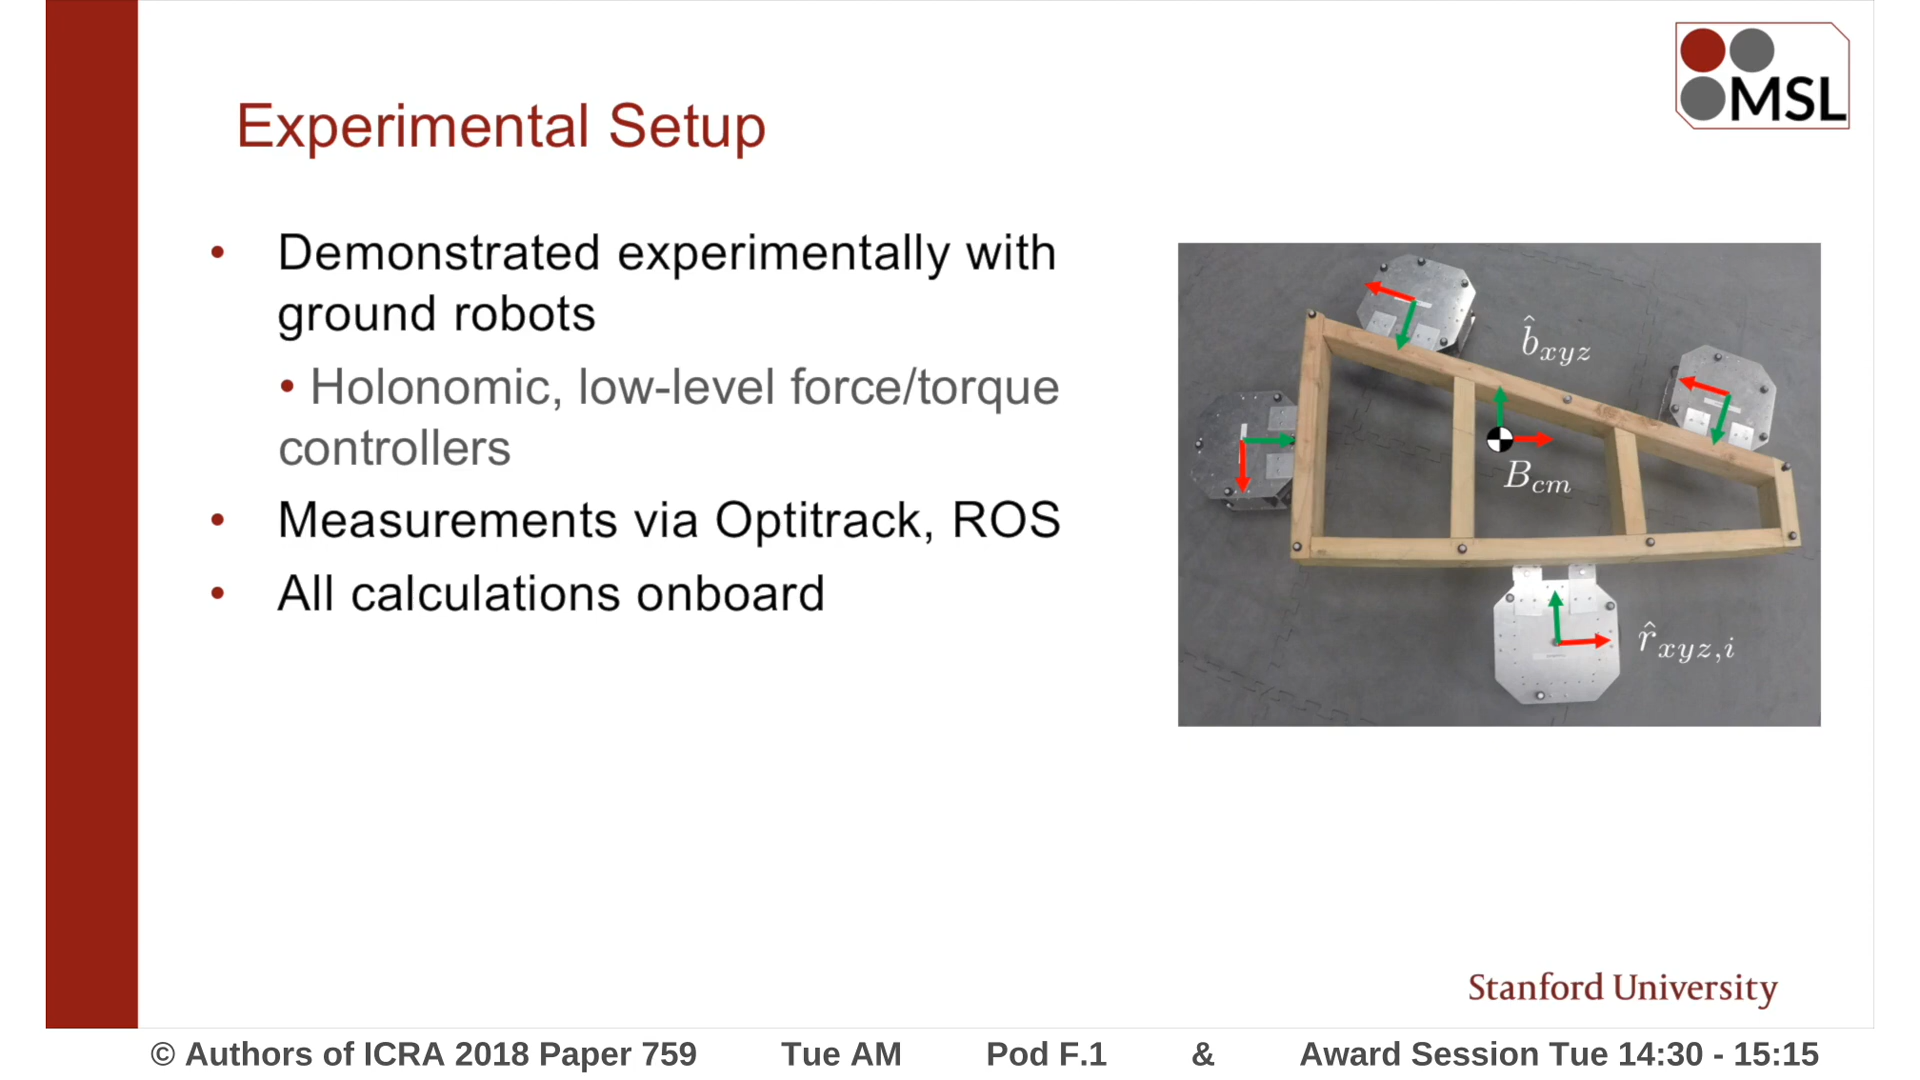 MSL
Experimental Setup
• Demonstrated experimentally with
ground robots
• Holonomic, low-level force/torque
controllers
• Measurements via Optitrack, ROS
• All calculations onboard
b̂xyz
Bcm
r̂xyz,i
Stanford University
© Authors of ICRA 2018 Paper 759 Tue AM Pod F.1 & Award Session Tue 14:30 - 15:15